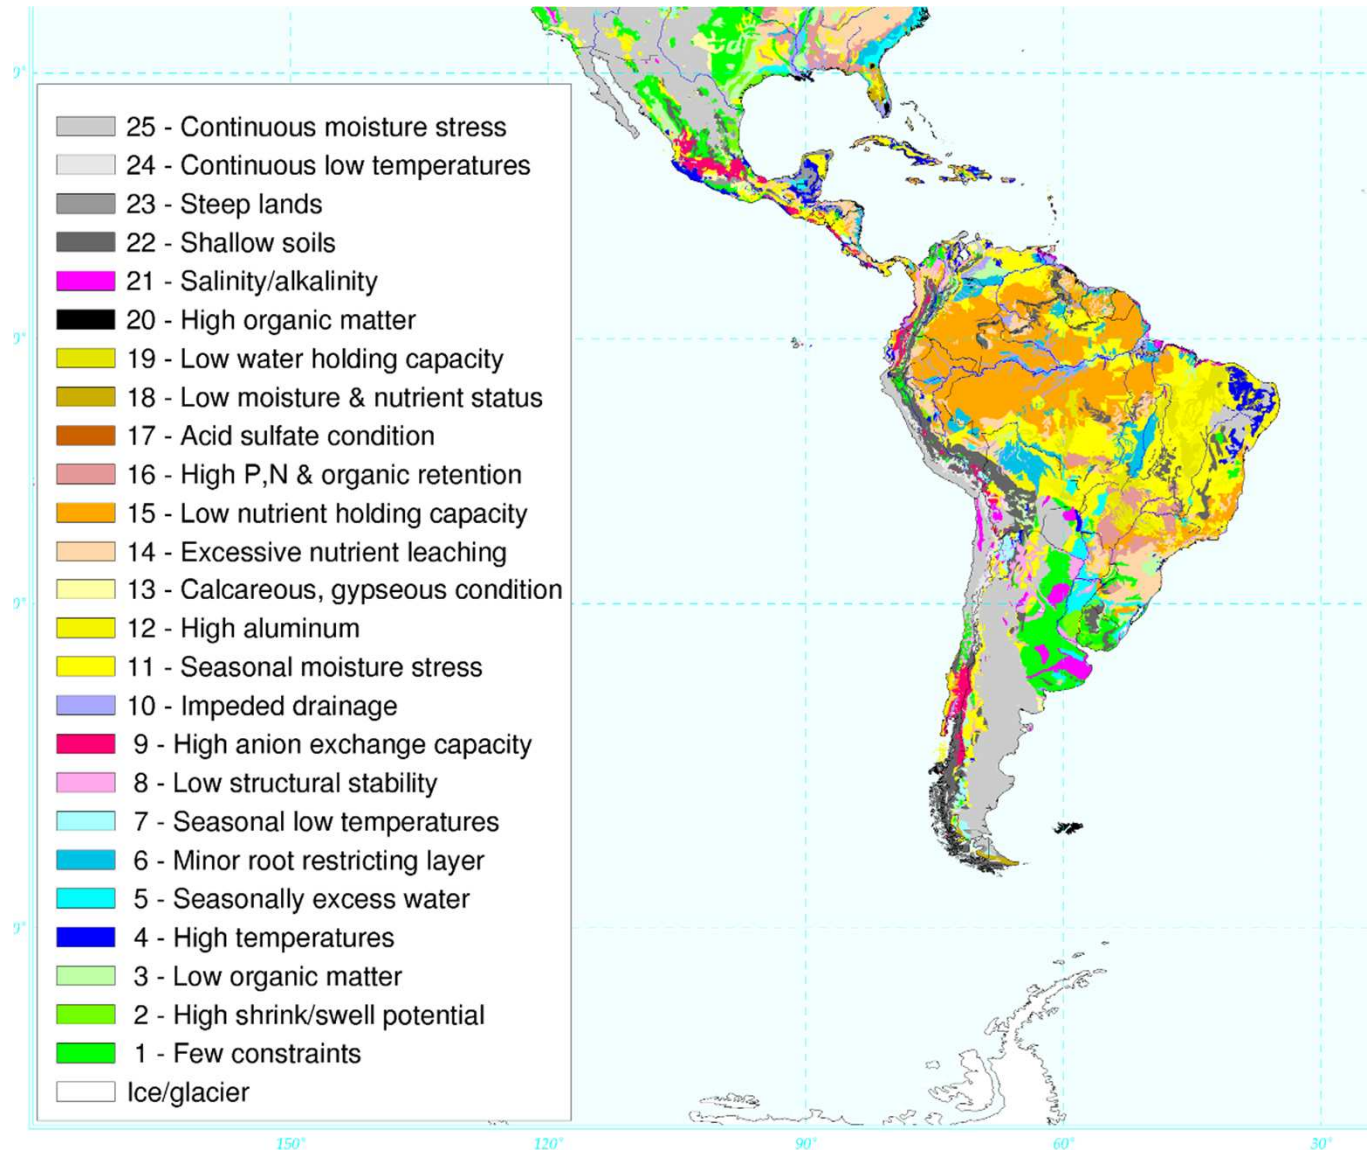 25 - Continuous moisture stress
24 - Continuous low temperatures
23 - Steep lands
22 - Shallow soils
21 - Salinity/alkalinity
20 - High organic matter
19 - Low water holding capacity
18 - Low moisture & nutrient status
17 - Acid sulfate condition
16 - High P,N & organic retention
15 - Low nutrient holding capacity
14 - Excessive nutrient leaching
13 - Calcareous, gypseous condition
12 - High aluminum
11 - Seasonal moisture stress
10 - Impeded drainage
9 - High anion exchange capacity
8 - Low structural stability
7 - Seasonal low temperatures
6 - Minor root restricting layer
5 - Seasonally excess water
4 - High temperatures
3 - Low organic matter
2 - High shrink/swell potential
1 - Few constraints
Ice/glacier
150° 120° 90° 60° 30°